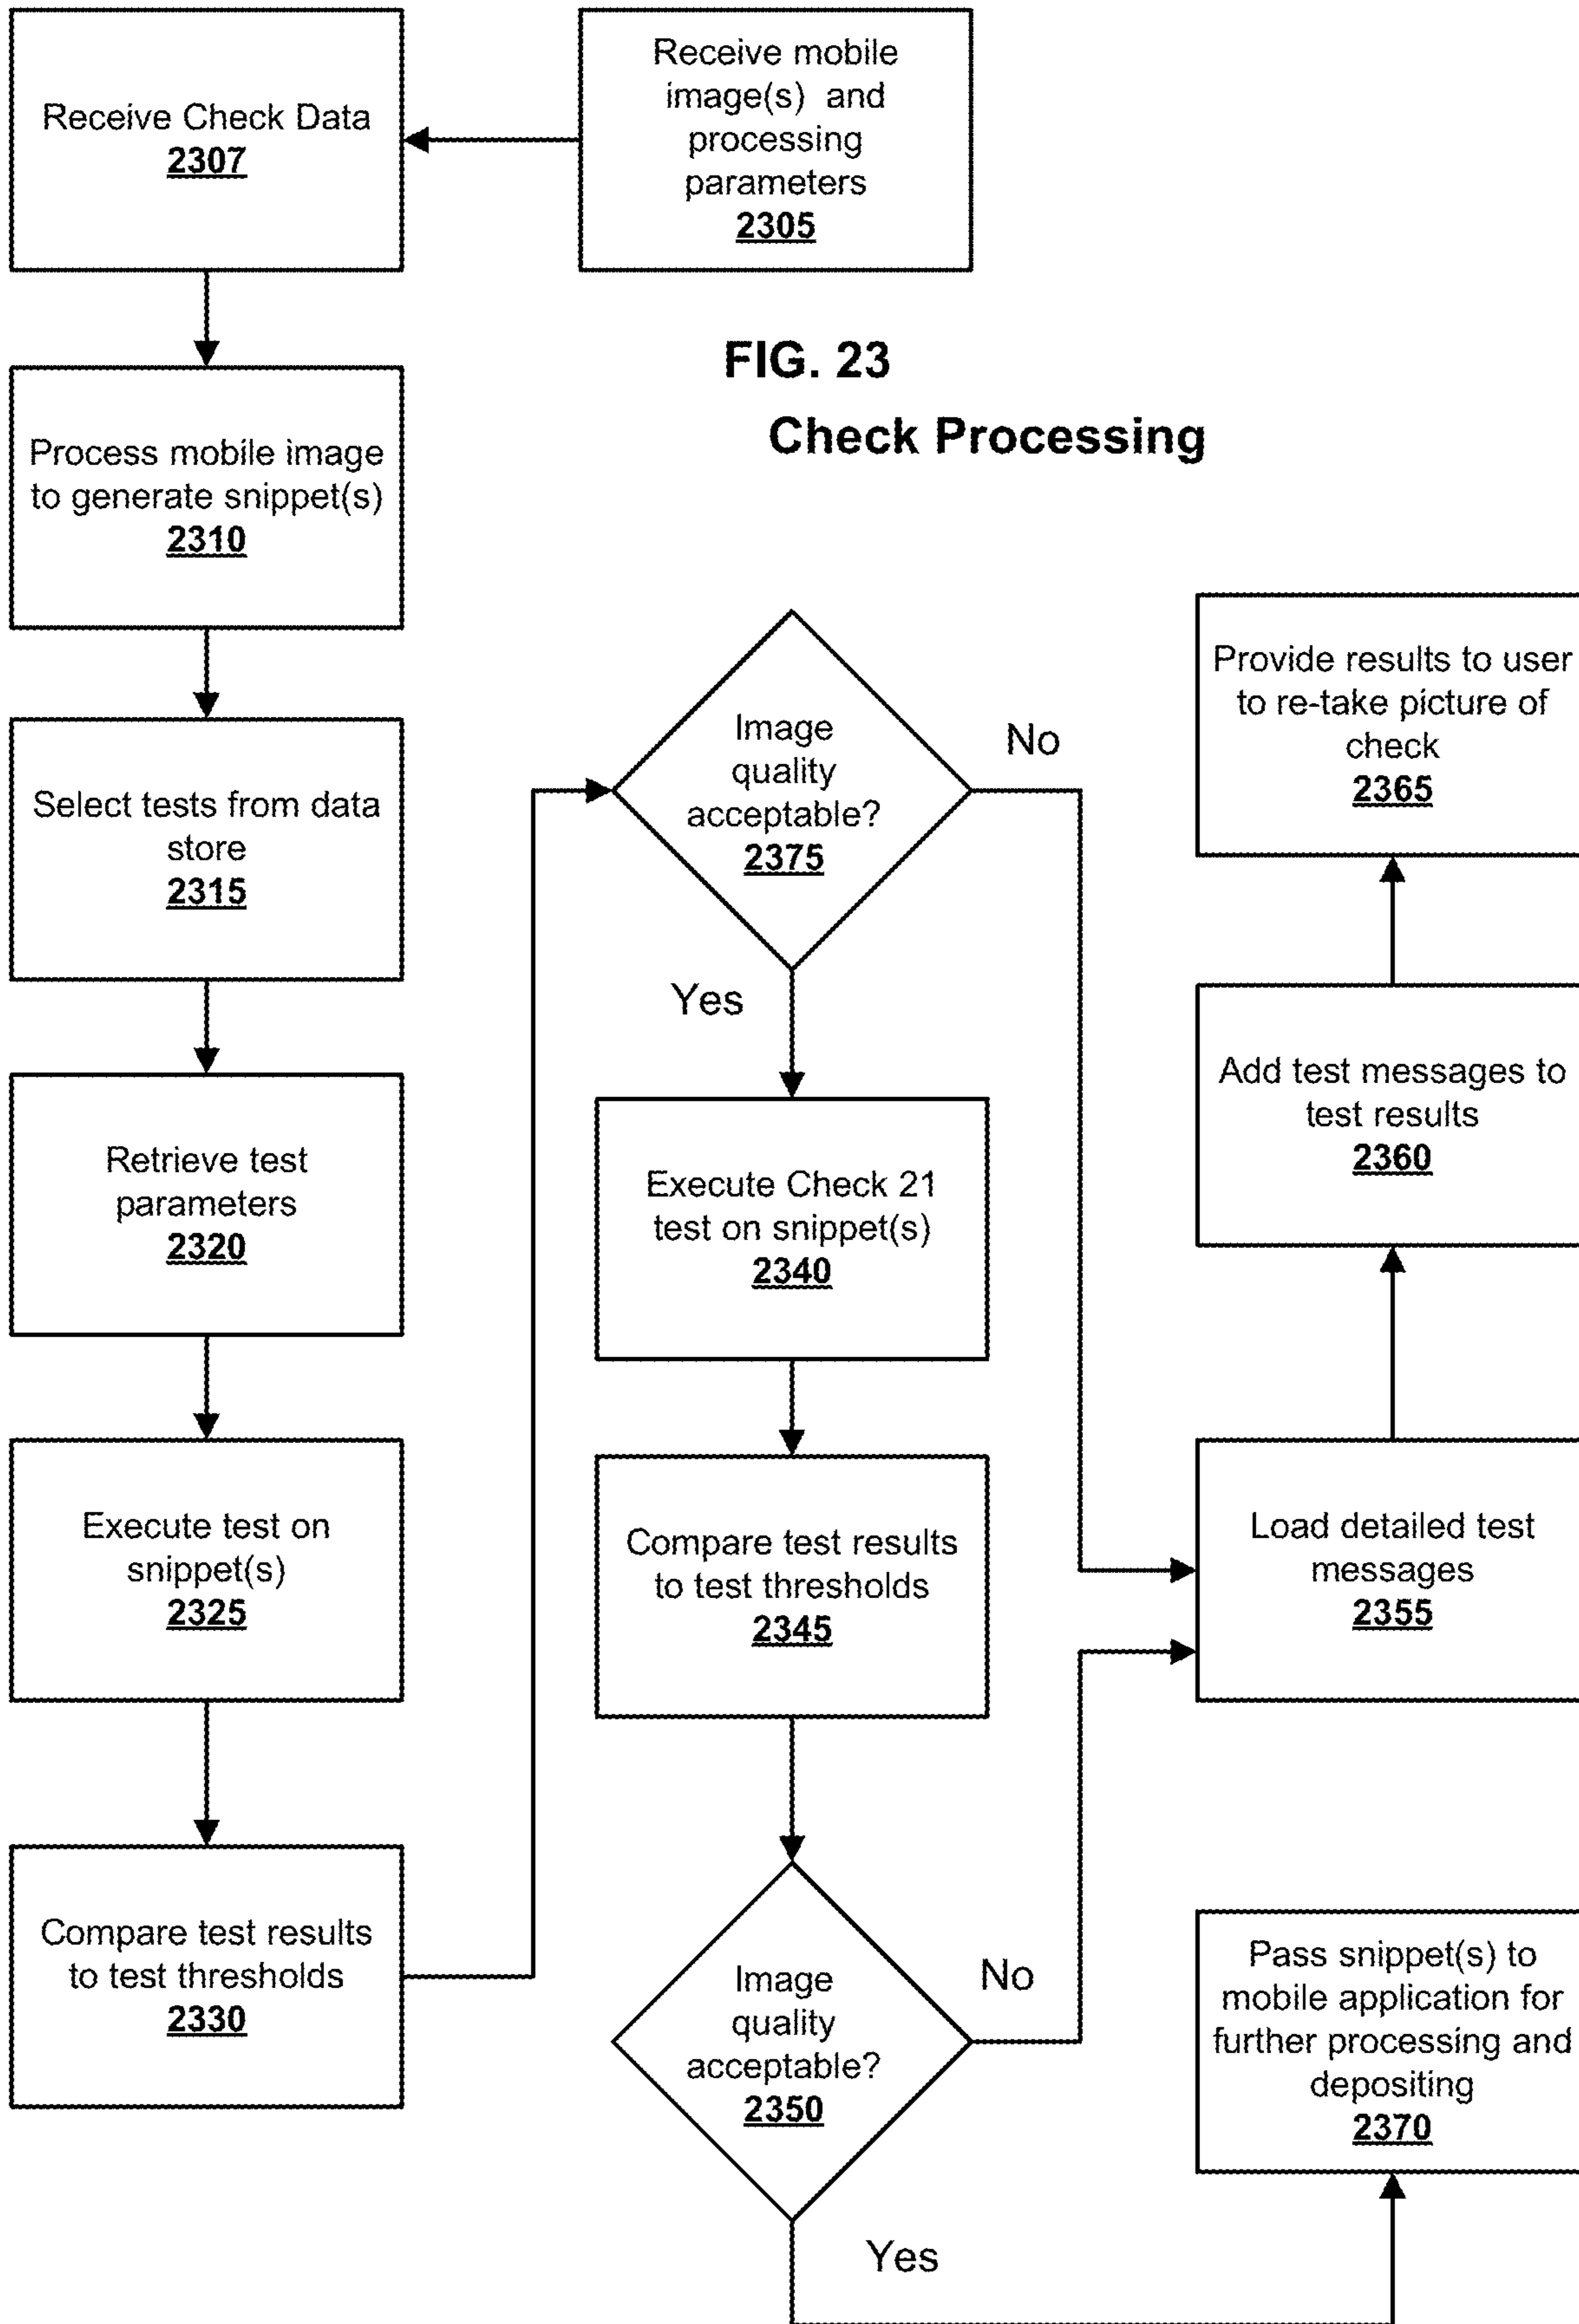 Receive Check Data
2307
Receive mobile
image(s) and
processing
parameters
2305
FIG. 23
Check Processing
Process mobile image
to generate snippet(s)
2310
Select tests from data
store
2315
Retrieve test
parameters
2320
Execute test on
snippet(s)
2325
Compare test results
to test thresholds
2330
Image
quality
acceptable?
2375
No
Yes
Execute Check 21
test on snippet(s)
2340
Compare test results
to test thresholds
2345
Image
quality
acceptable?
2350
No
Yes
Provide results to user
to re-take picture of
check
2365
Add test messages to
test results
2360
Load detailed test
messages
2355
Pass snippet(s) to
mobile application for
further processing and
depositing
2370